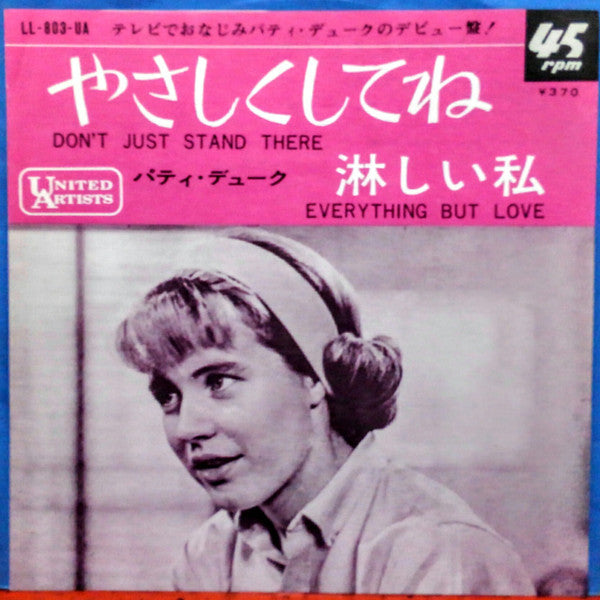 LL-803-UA テレビでおなじみパティ・デュークのデビュー盤!
45
rpm
¥370
やさしくしてね
DON'T JUST STAND THERE
UNITED
ARTISTS
パティ・デューク
淋しい私
EVERYTHING BUT LOVE